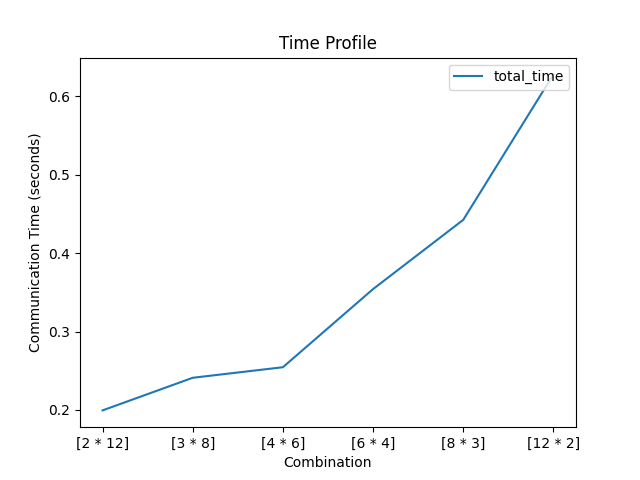 Time Profile
total_time
Communication Time (seconds)
0.6
0.5
0.4
0.3
0.2
[2 * 12] [3 * 8] [4 * 6] [6 * 4] [8 * 3] [12 * 2]
Combination